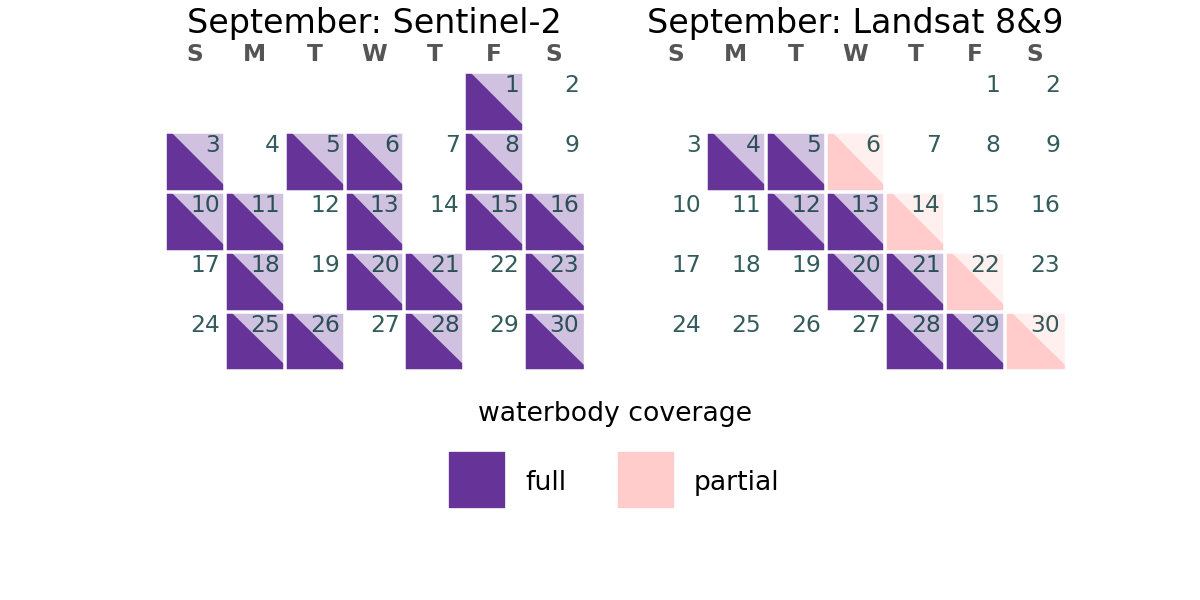 September: Sentinel-2
S M T W T F S
1 2
3 4 5 6 7 8 9
10 11 12 13 14 15 16
17 18 19 20 21 22 23
24 25 26 27 28 29 30
September: Landsat 8&9
S M T W T F S
1 2
3 4 5 6 7 8 9
10 11 12 13 14 15 16
17 18 19 20 21 22 23
24 25 26 27 28 29 30
waterbody coverage
full partial